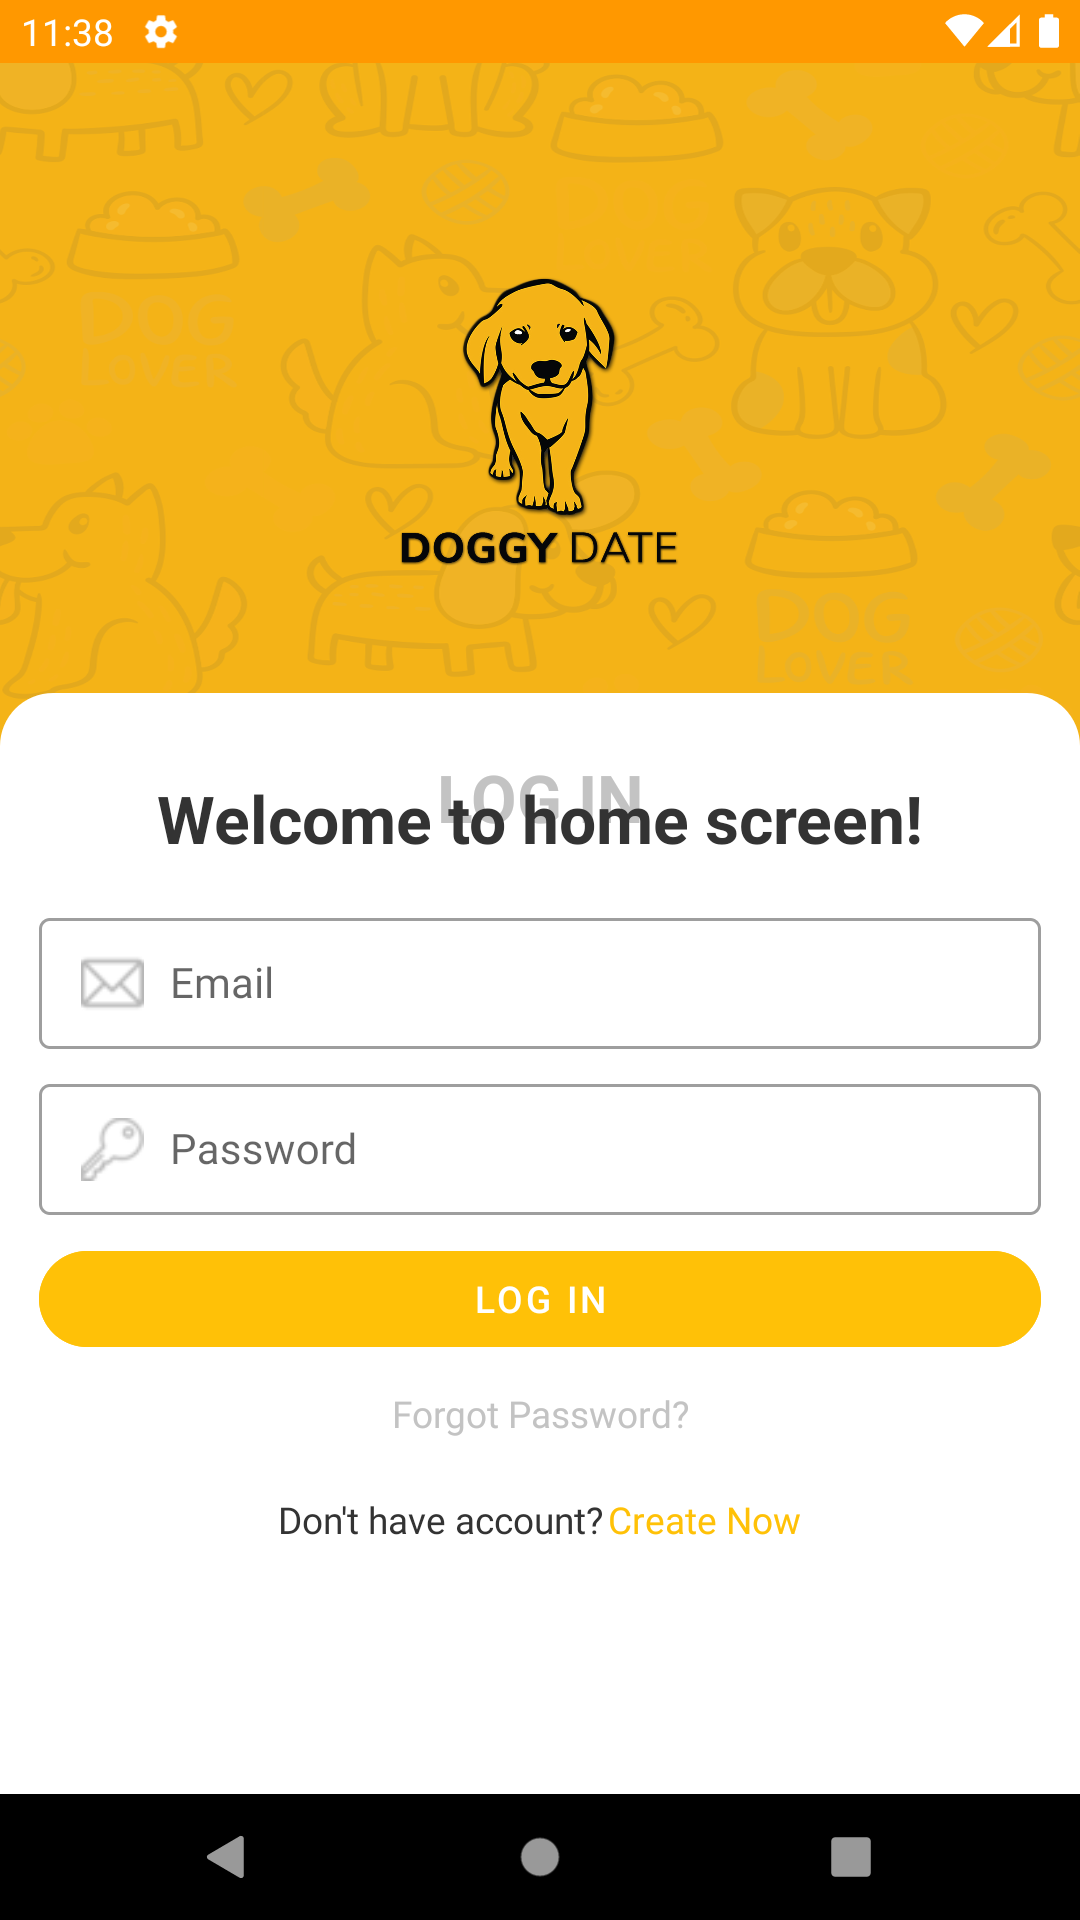 11:38
DOG
LOVER
DOGGY DATE
DOG
LOVER
LOG IN
Welcome to home screen!
Email
Password
LOG IN
Forgot Password?
Don't have account? Create Now